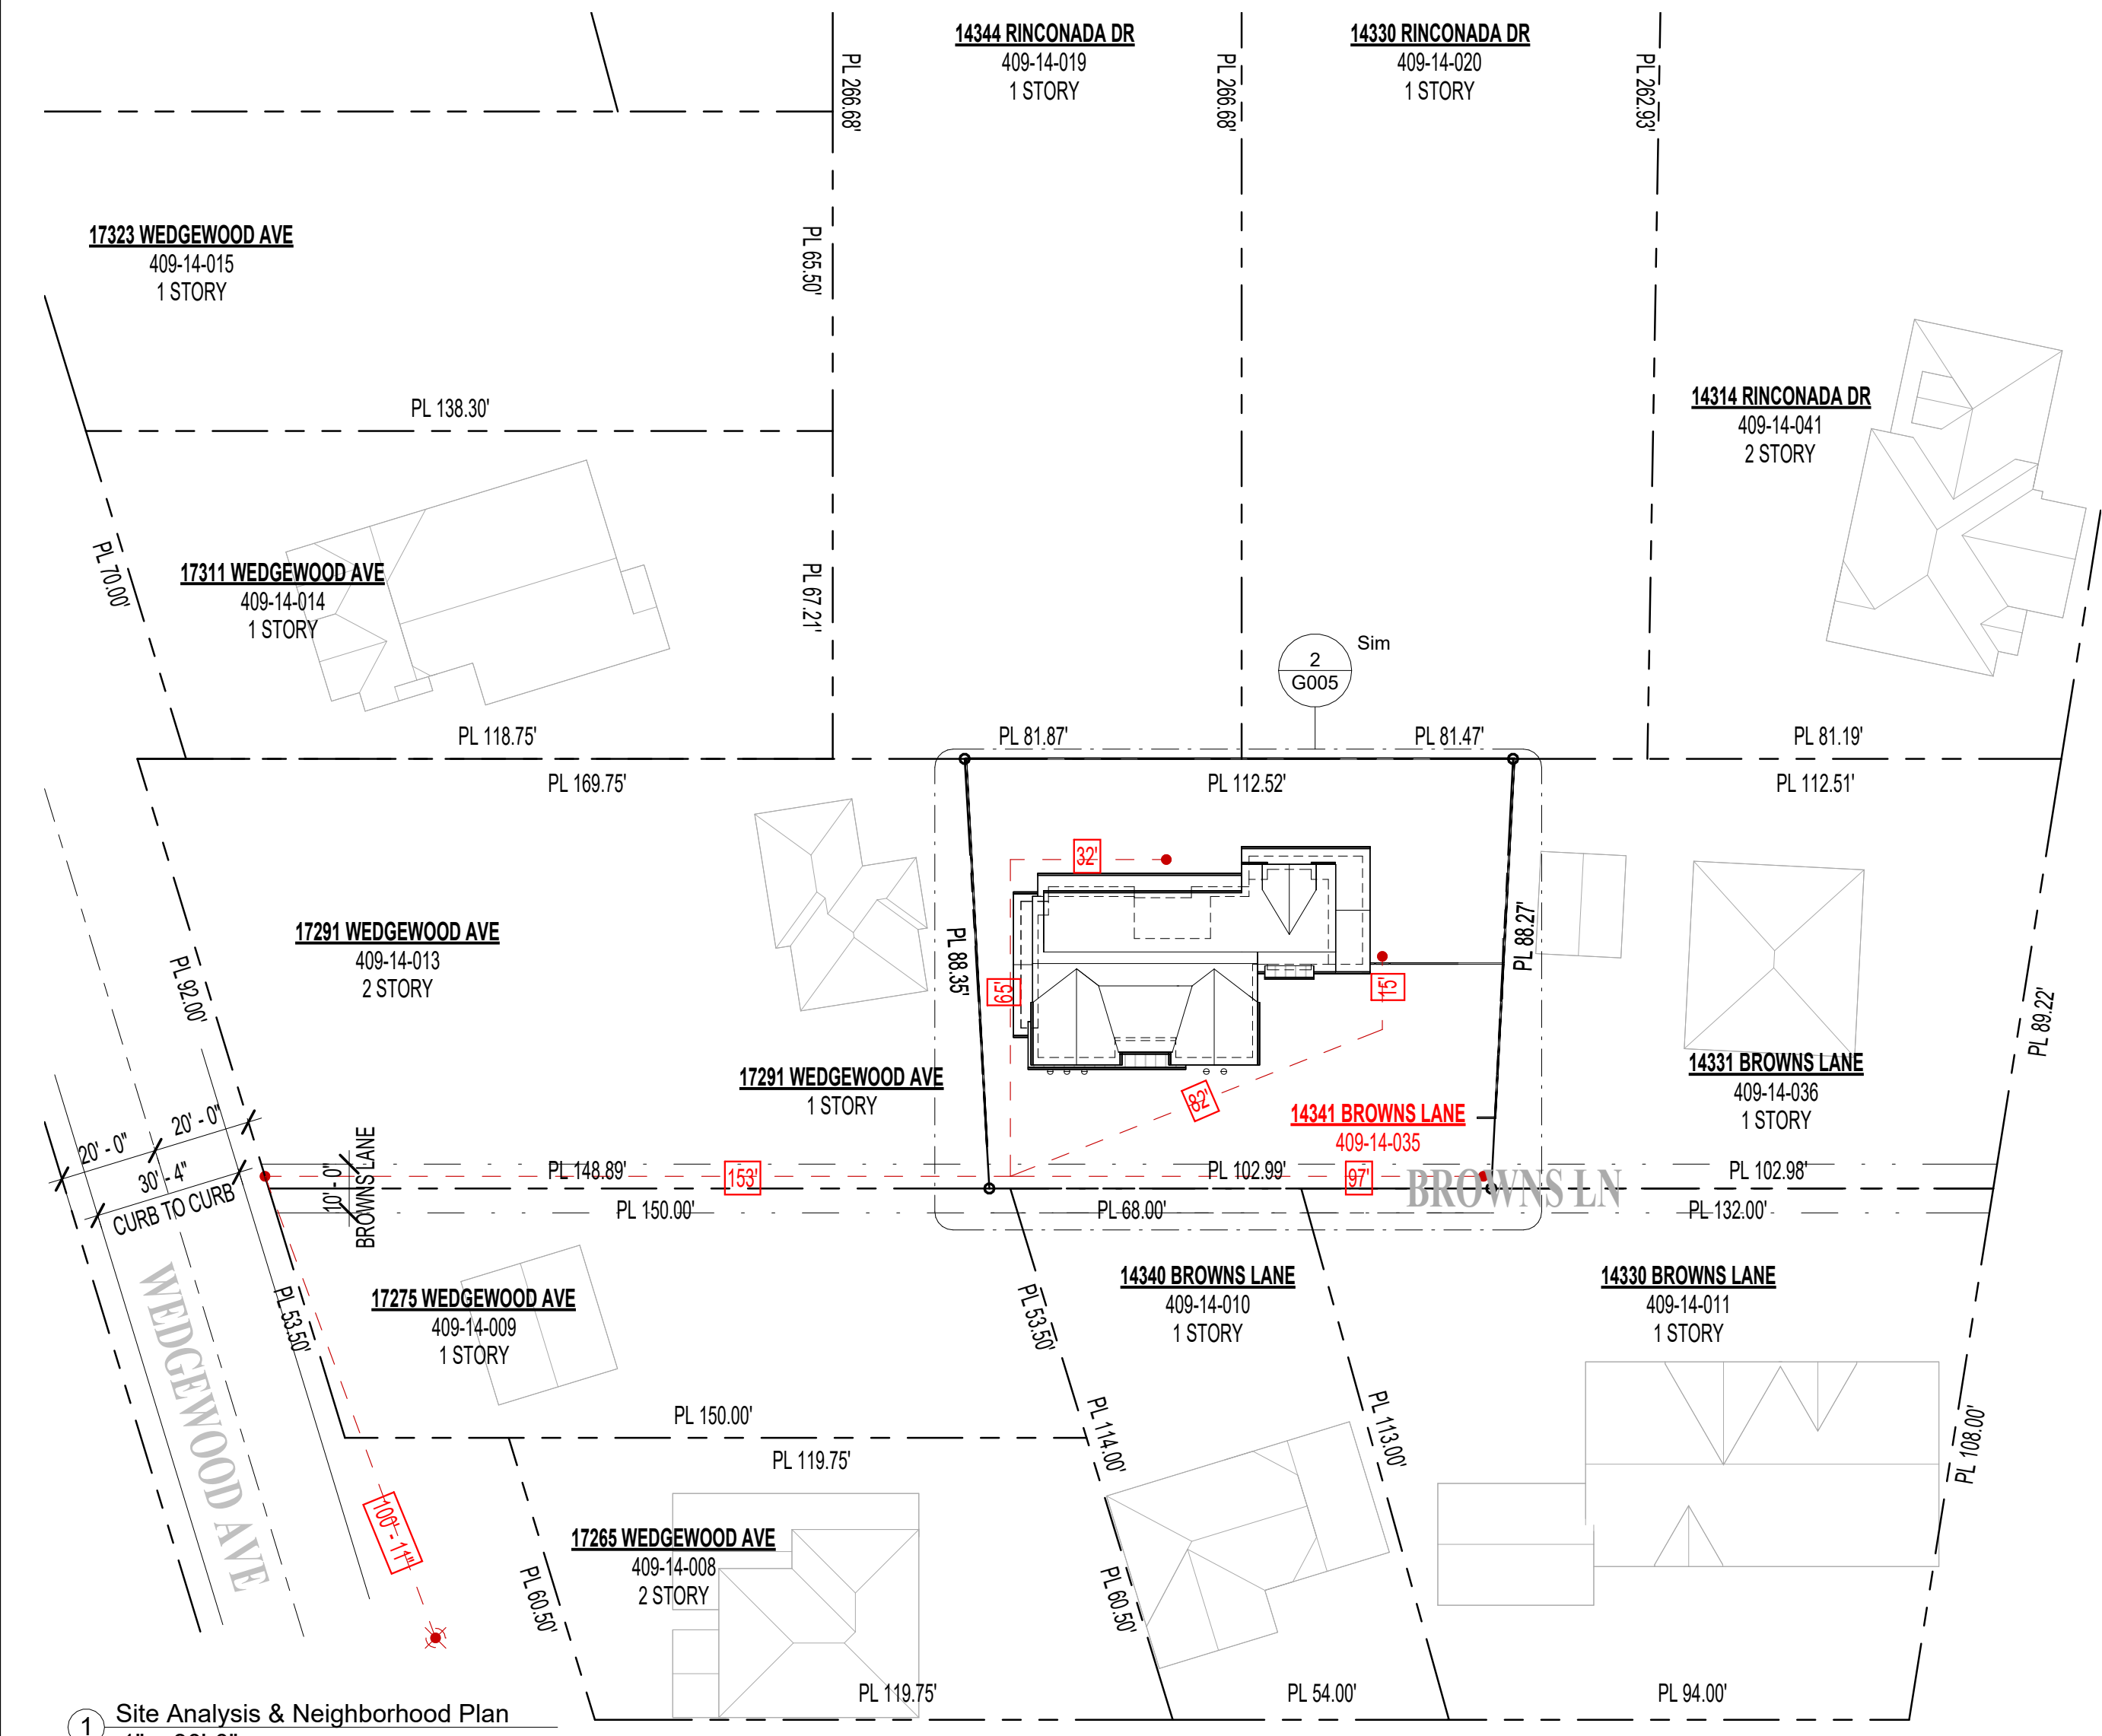 14344 RINCONADA DR
409-14-019
1 STORY
14330 RINCONADA DR
409-14-020
1 STORY
PL 266.68'
PL 266.68'
PL 262.93'
17323 WEDGEWOOD AVE
409-14-015
1 STORY
PL 65.50'
14314 RINCONADA DR
409-14-041
2 STORY
PL 138.30'
PL 70.00'
17311 WEDGEWOOD AVE
409-14-014
1 STORY
PL 67.21'
2
G005
Sim
PL 118.75'
PL 81.87'
PL 81.47'
PL 81.19'
PL 169.75'
PL 112.52'
PL 112.51'
32'
17291 WEDGEWOOD AVE
409-14-013
2 STORY
PL 92.00'
PL 88.35'
65'
15'
PL 88.27'
PL 89.22'
17291 WEDGEWOOD AVE
1 STORY
82'
14341 BROWNS LANE
409-14-035
14331 BROWNS LANE
409-14-036
1 STORY
20' - 0"
20' - 0"
30' - 4"
CURB TO CURB
10' - 0"
BROWNS LANE
PL 148.89'
153'
PL 102.99'
97'
BROWNS LN
PL 102.98'
PL 150.00'
PL 68.00'
PL 132.00'
WEDGEWOOD AVE
PL 53.50'
17275 WEDGEWOOD AVE
409-14-009
1 STORY
PL 53.50'
14340 BROWNS LANE
409-14-010
1 STORY
14330 BROWNS LANE
409-14-011
1 STORY
PL 150.00'
PL 119.75'
PL 114.00'
PL 113.00'
PL 108.00'
100' - 11"
17265 WEDGEWOOD AVE
409-14-008
2 STORY
PL 60.50'
PL 60.50'
PL 119.75'
PL 54.00'
PL 94.00'
1
Site Analysis & Neighborhood Plan